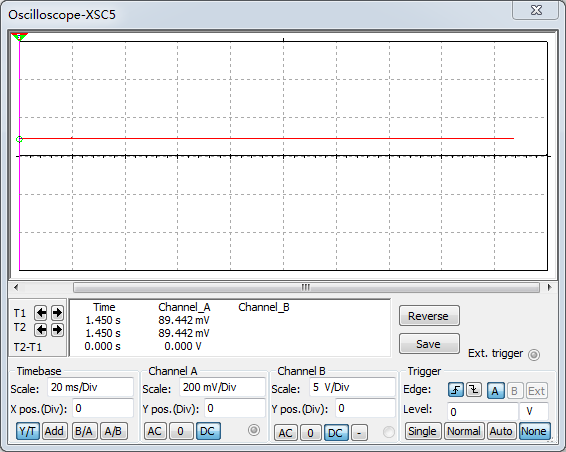 Oscilloscope-XSC5
Time Channel_A Channel_B
T1 1.450 s 89.442 mV
T2 1.450 s 89.442 mV
T2-T1 0.000 s 0.000 V
Reverse
Save
Ext. trigger
Timebase Channel A Channel B Trigger
Scale: 20 ms/Div Scale: 200 mV/Div Scale: 5 V/Div Edge: A B Ext
X pos.(Div): 0 Y pos.(Div): 0 Y pos.(Div): 0 Level: 0 V
Y/T Add B/A A/B AC 0 DC AC 0 DC - Single Normal Auto None